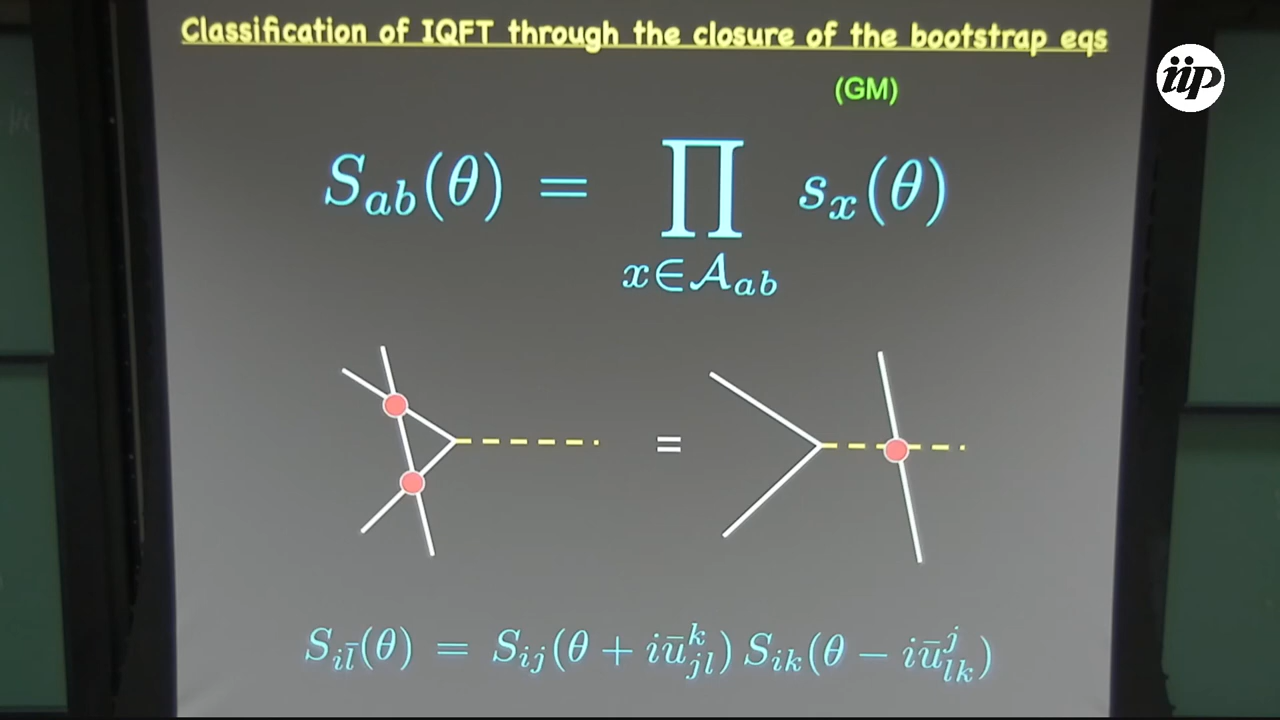 Classification of IQFT through the closure of the bootstrap eqs
(GM)
iip
S_{ab}(θ) = ∏_{x∈𝒜_{ab}} s_x(θ)
=
S_{i\bar{l}}(θ) = S_{ij}(θ + i\bar{u}^k_{jl}) S_{ik}(θ − i\bar{u}^j_{lk})